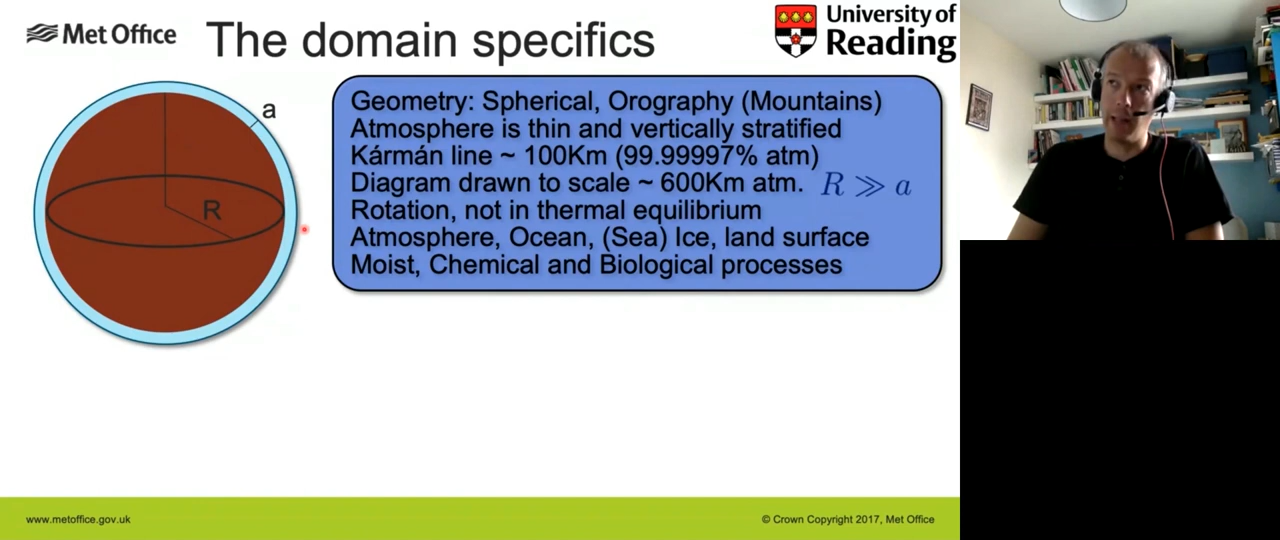 Met Office
The domain specifics
University of
Reading
a
R
Geometry: Spherical, Orography (Mountains)
Atmosphere is thin and vertically stratified
Kármán line ~ 100Km (99.99997% atm)
Diagram drawn to scale ~ 600Km atm. R ≫ a
Rotation, not in thermal equilibrium
Atmosphere, Ocean, (Sea) Ice, land surface
Moist, Chemical and Biological processes
www.metoffice.gov.uk
© Crown Copyright 2017, Met Office